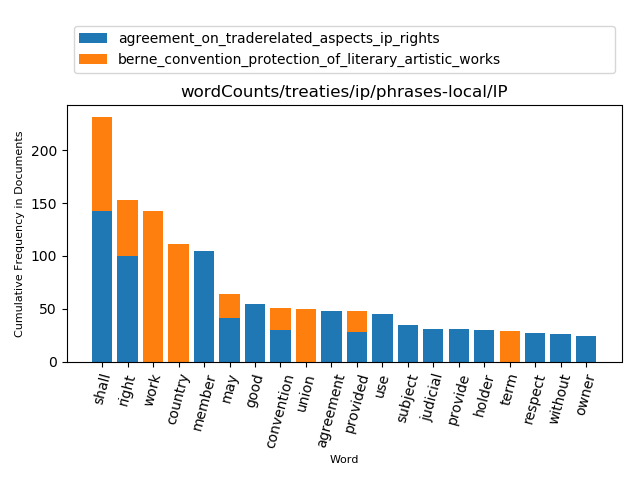 agreement_on_traderelated_aspects_ip_rights
berne_convention_protection_of_literary_artistic_works
wordCounts/treaties/ip/phrases-local/IP
Cumulative Frequency in Documents
200
150
100
50
0
shall
right
work
country
member
may
good
convention
union
agreement
provided
use
subject
judicial
provide
holder
term
respect
without
owner
Word